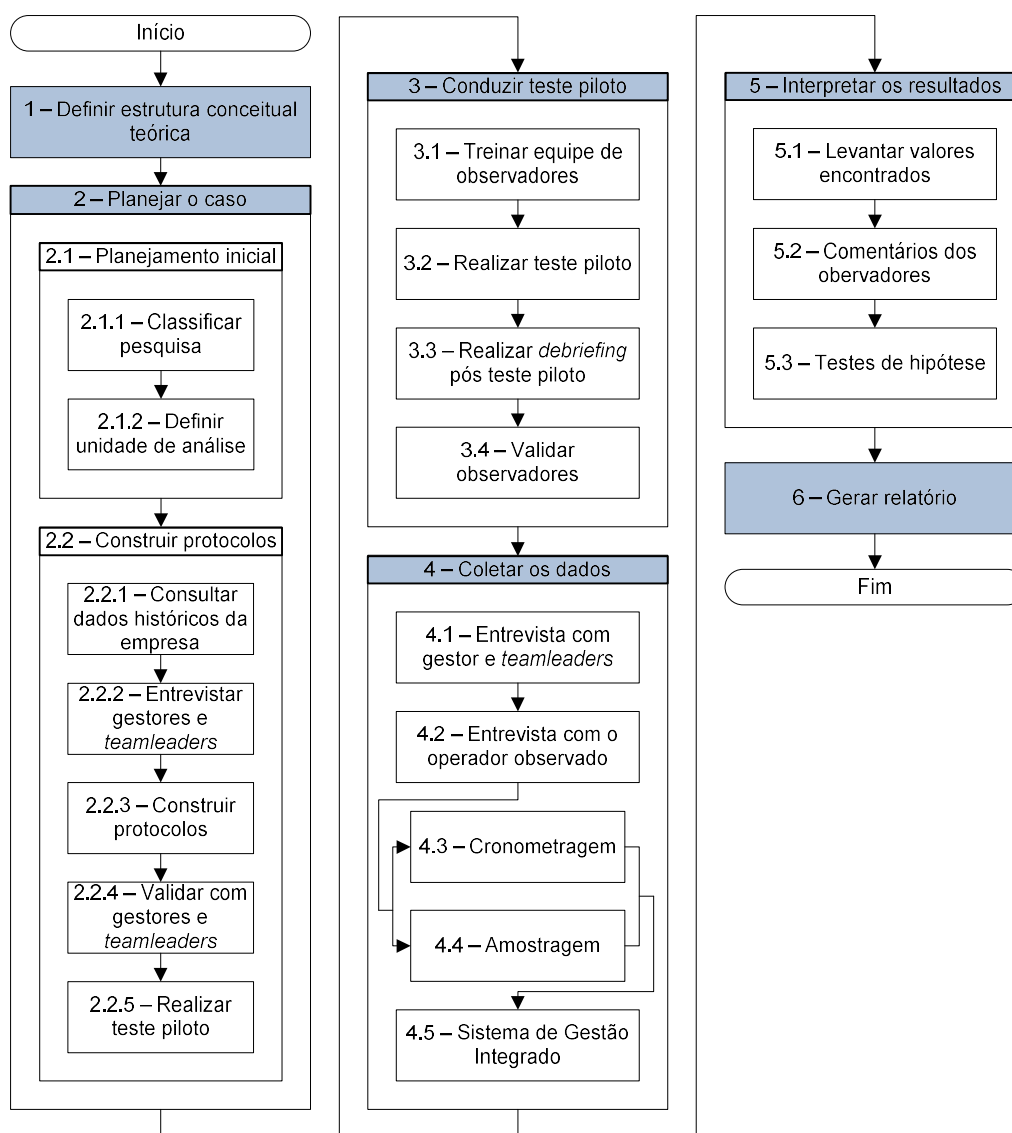 Início
1 – Definir estrutura conceitual
teórica
2 – Planejar o caso
2.1 – Planejamento inicial
2.1.1 – Classificar
pesquisa
2.1.2 – Definir
unidade de análise
2.2 – Construir protocolos
2.2.1 – Consultar
dados históricos da
empresa
2.2.2 – Entrevistar
gestores e
teamleaders
2.2.3 – Construir
protocolos
2.2.4 – Validar com
gestores e
teamleaders
2.2.5 – Realizar
teste piloto
3 – Conduzir teste piloto
3.1 – Treinar equipe de
observadores
3.2 – Realizar teste piloto
3.3 – Realizar debriefing
pós teste piloto
3.4 – Validar
observadores
4 – Coletar os dados
4.1 – Entrevista com
gestor e teamleaders
4.2 – Entrevista com o
operador observado
4.3 – Cronometragem
4.4 – Amostragem
4.5 – Sistema de Gestão
Integrado
5 – Interpretar os resultados
5.1 – Levantar valores
encontrados
5.2 – Comentários dos
obervadores
5.3 – Testes de hipótese
6 – Gerar relatório
Fim